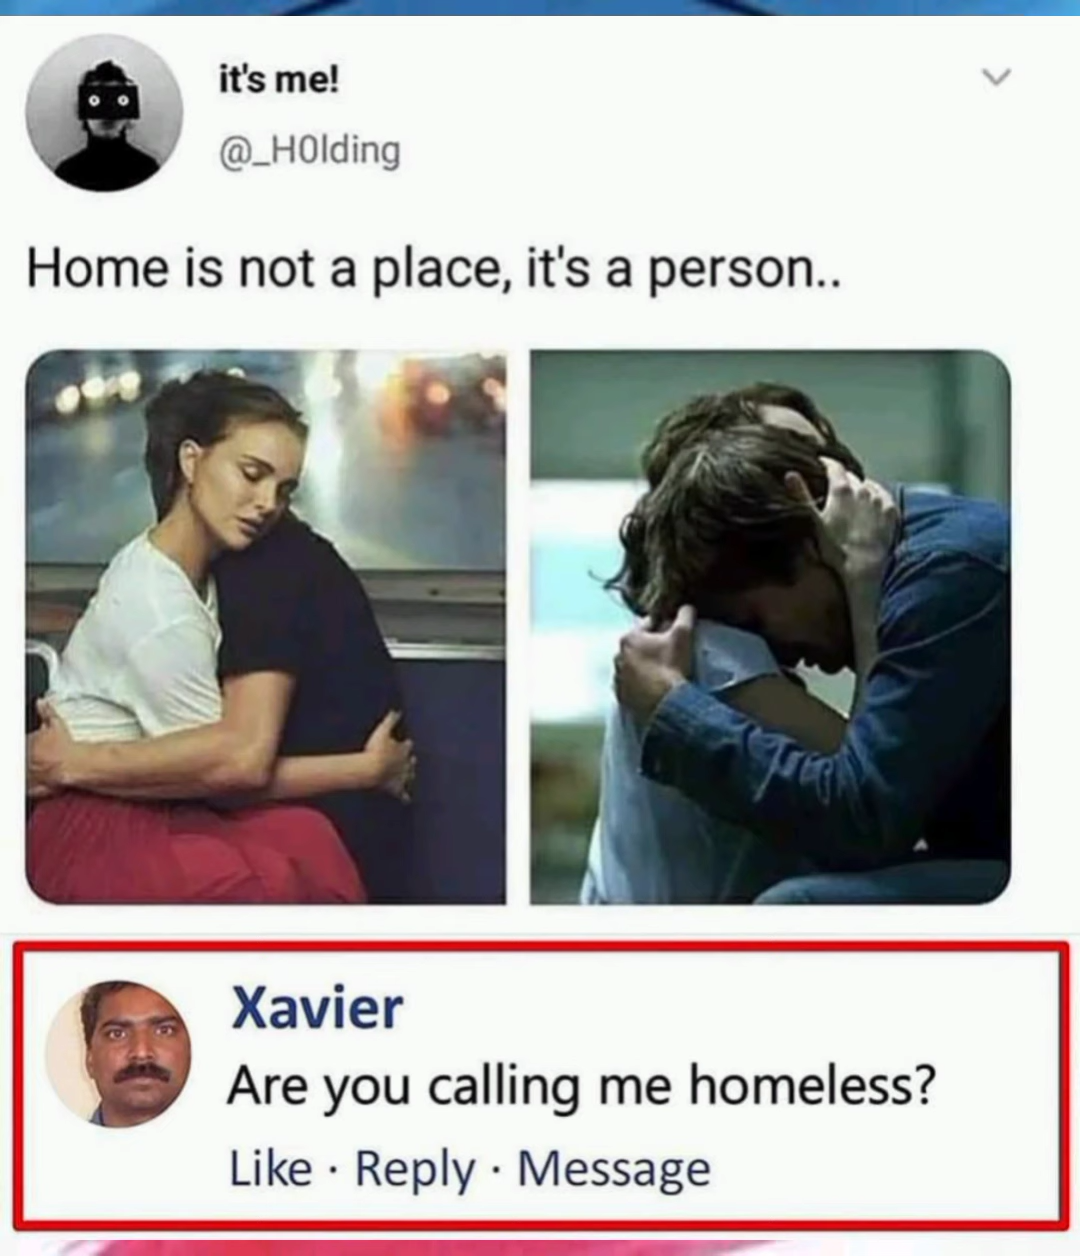 it's me!
@_H0lding
Home is not a place, it's a person..
Xavier
Are you calling me homeless?
Like · Reply · Message